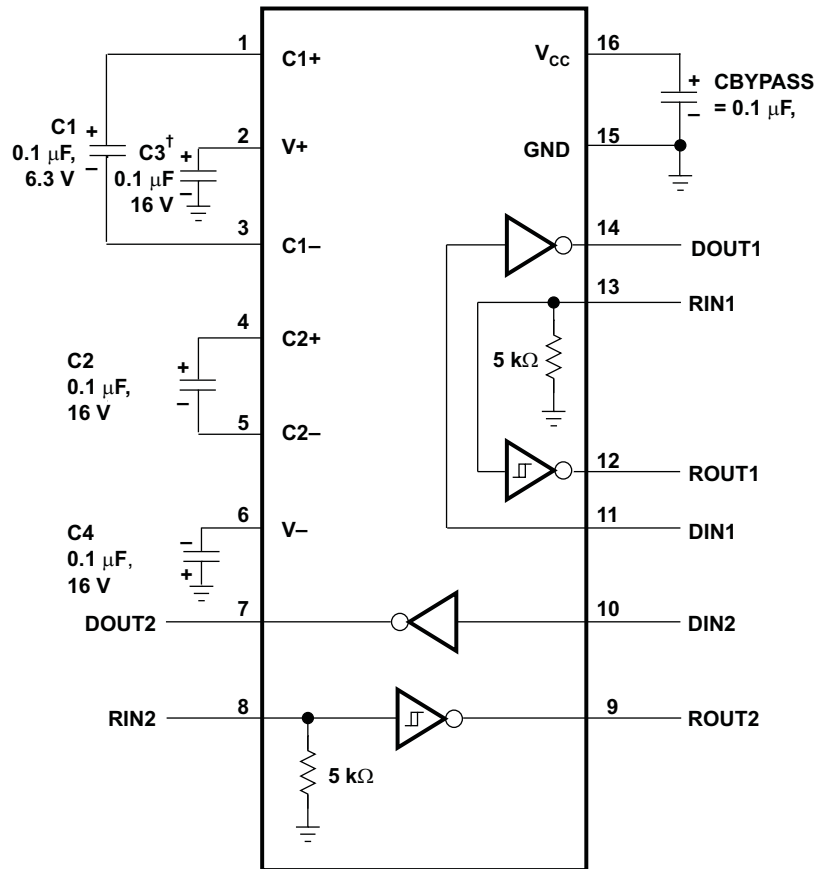 1
C1+
16
VCC
+
CBYPASS
= 0.1 µF,
–
C1
0.1 µF,
6.3 V
+
–
2
V+
C3†
0.1 µF
16 V
+
–
15
GND
3
C1–
14
DOUT1
13
RIN1
5 kΩ
4
C2+
C2
0.1 µF,
16 V
+
–
5
C2–
12
ROUT1
11
DIN1
6
V–
C4
0.1 µF,
16 V
–
+
DOUT2
7
10
DIN2
RIN2
8
9
ROUT2
5 kΩ